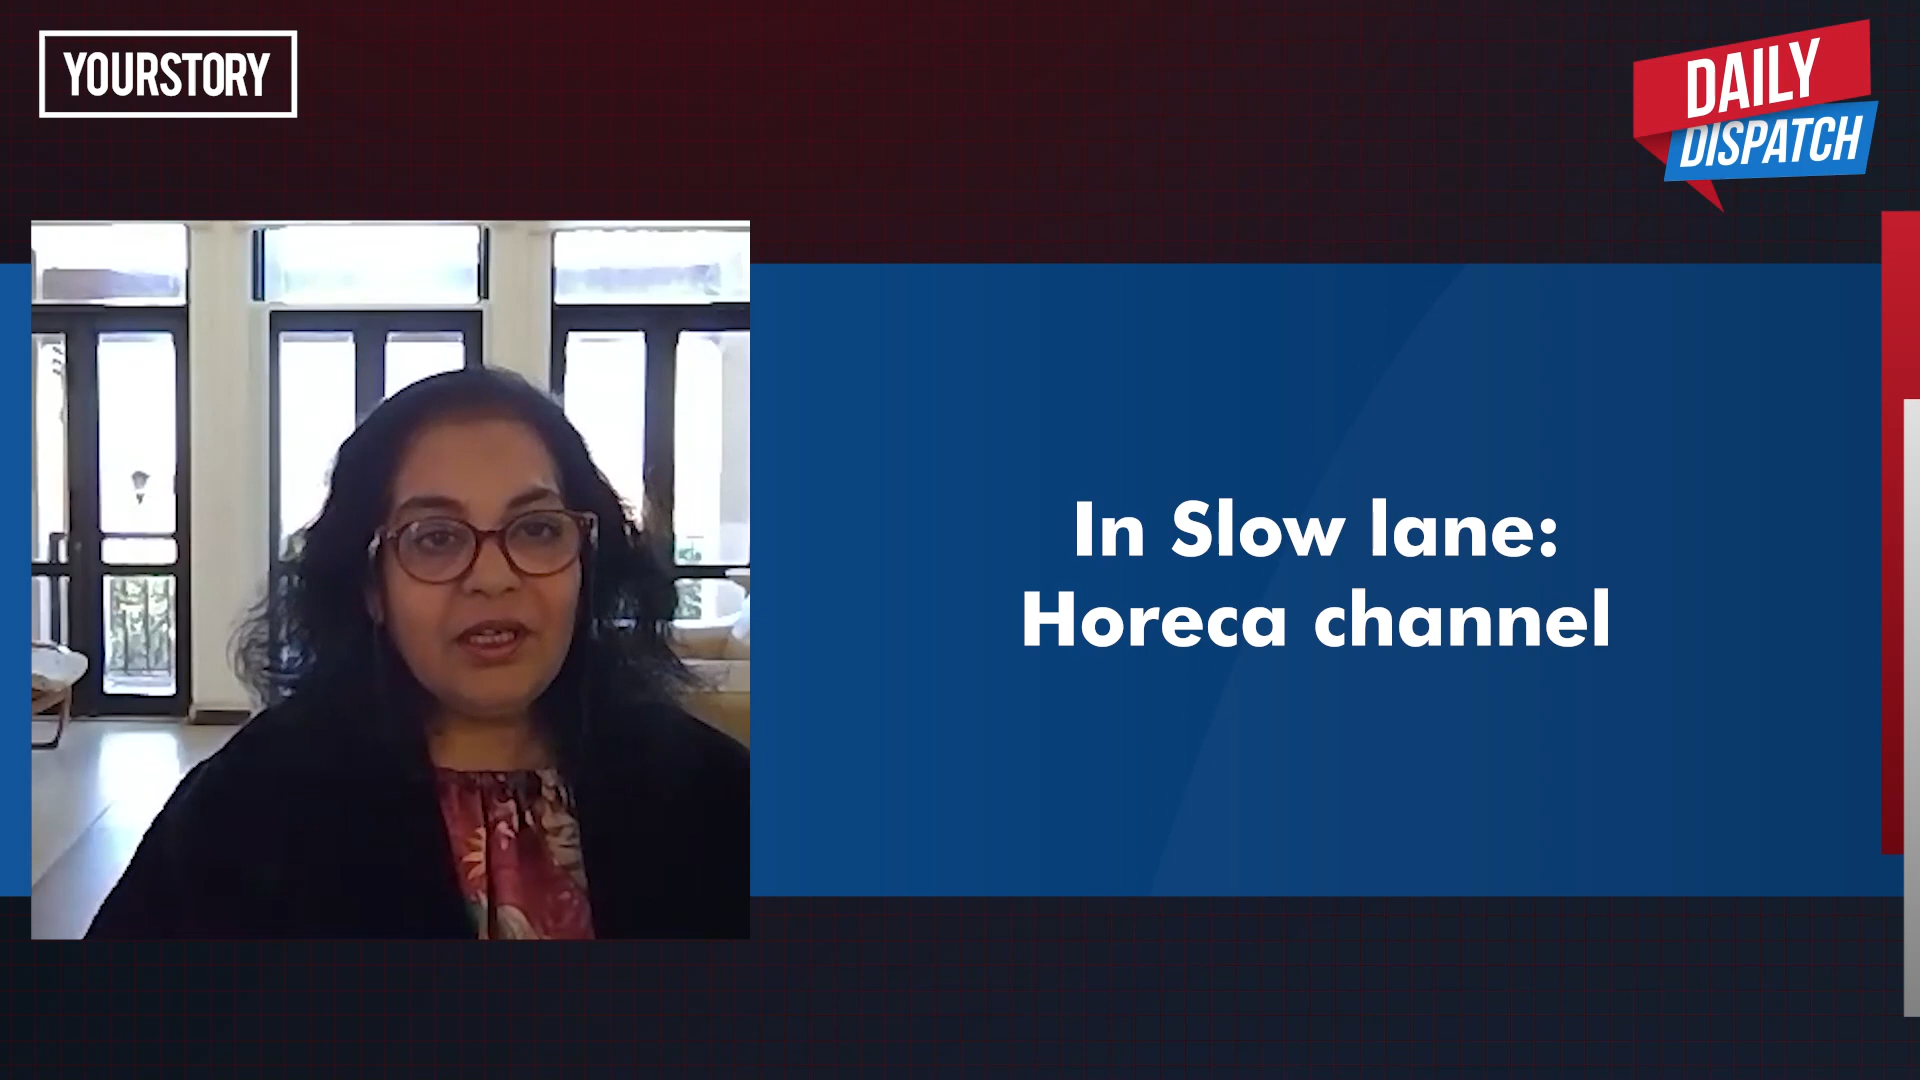 YOURSTORY
DAILY
DISPATCH
In Slow lane:
Horeca channel